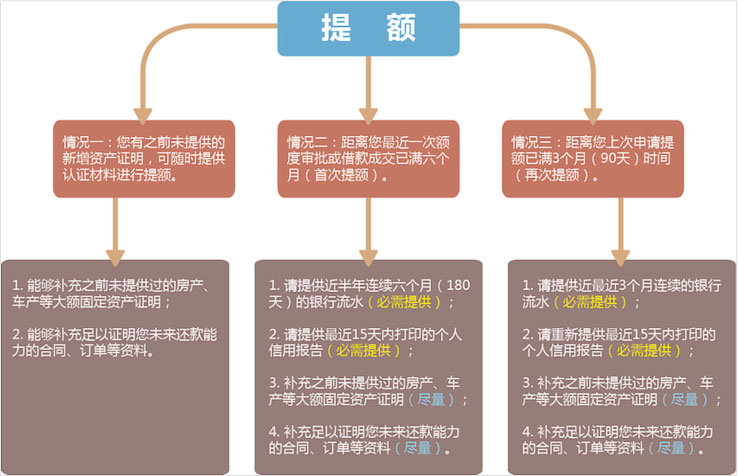 提 额
情况一：您有之前未提供的
新增资产证明，可随时提供
认证材料进行提额。
情况二：距离您最近一次额
度审批或借款成交已满六个
月（首次提额）。
情况三：距离您上次申请提
额已满3个月（90天）时间
（再次提额）。
1. 能够补充之前未提供过的房产、
车产等大额固定资产证明；
2. 能够补充足以证明您未来还款能
力的合同、订单等资料。
1. 请提供近半年连续六个月（180
天）的银行流水（必需提供）；
2. 请提供最近15天内打印的个人
信用报告（必需提供）；
3. 补充之前未提供过的房产、车
产等大额固定资产证明（尽量）；
4. 补充足以证明您未来还款能力
的合同、订单等资料（尽量）。
1. 请提供近最近3个月连续的银行
流水（必需提供）；
2. 请重新提供最近15天内打印的
个人信用报告（必需提供）；
3. 补充之前未提供过的房产、车
产等大额固定资产证明（尽量）；
4. 补充足以证明您未来还款能力
的合同、订单等资料（尽量）。